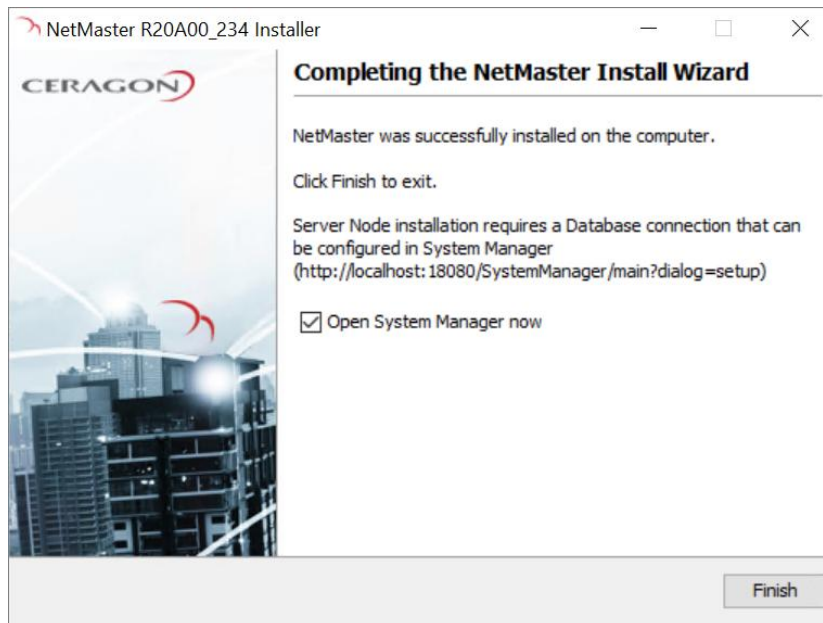 NetMaster R20A00_234 Installer
CERAGON
Completing the NetMaster Install Wizard
NetMaster was successfully installed on the computer.
Click Finish to exit.
Server Node installation requires a Database connection that can
be configured in System Manager
(http://localhost:18080/SystemManager/main?dialog=setup)
Open System Manager now
Finish